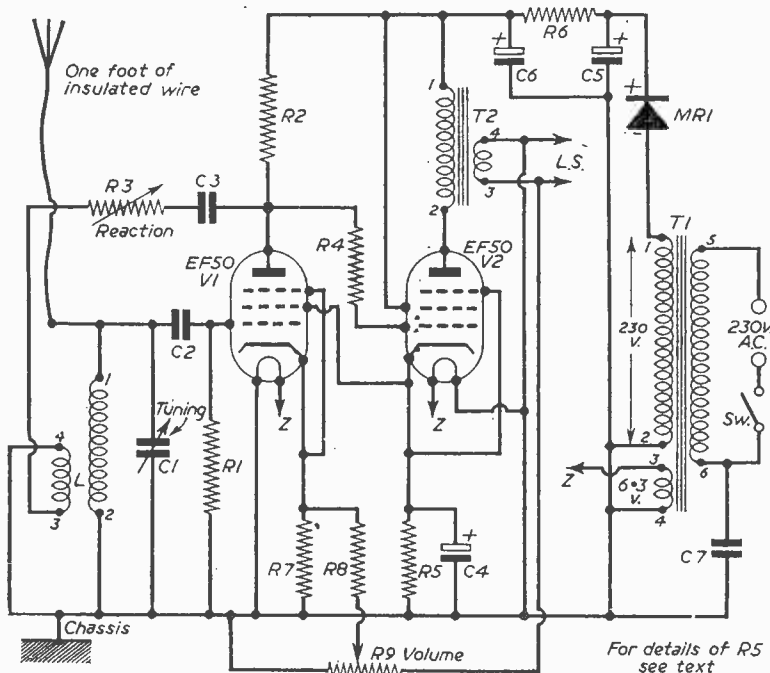 One foot of
insulated wire
R3
Reaction
C3
R2
R4
EF50
V1
EF50
V2
1
2
T2
4
3
L.S.
+
C6
R6
+
C5
+
MR1
T1
1
5
230
V.
230v
A.C.
Sw.
2
3
6
Z
6·3
v.
4
C7
C2
1
Tuning
C1
R1
4
L
3
2
Z
Z
R7
R8
R5
+
C4
Chassis
R9 Volume
For details of R5
see text